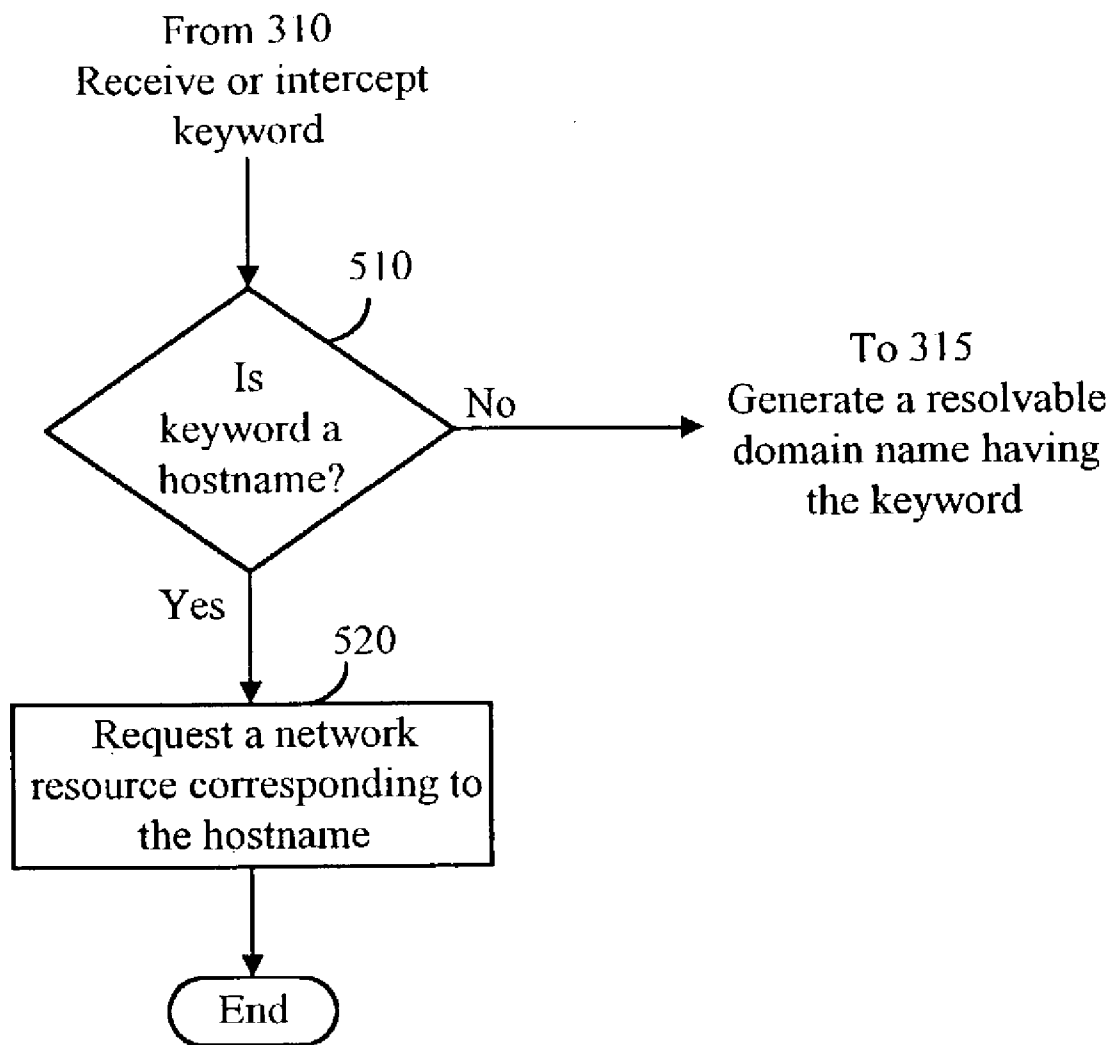 From 310
Receive or intercept
keyword
510
Is
keyword a
hostname?
No
To 315
Generate a resolvable
domain name having
the keyword
Yes
520
Request a network
resource corresponding to
the hostname
End